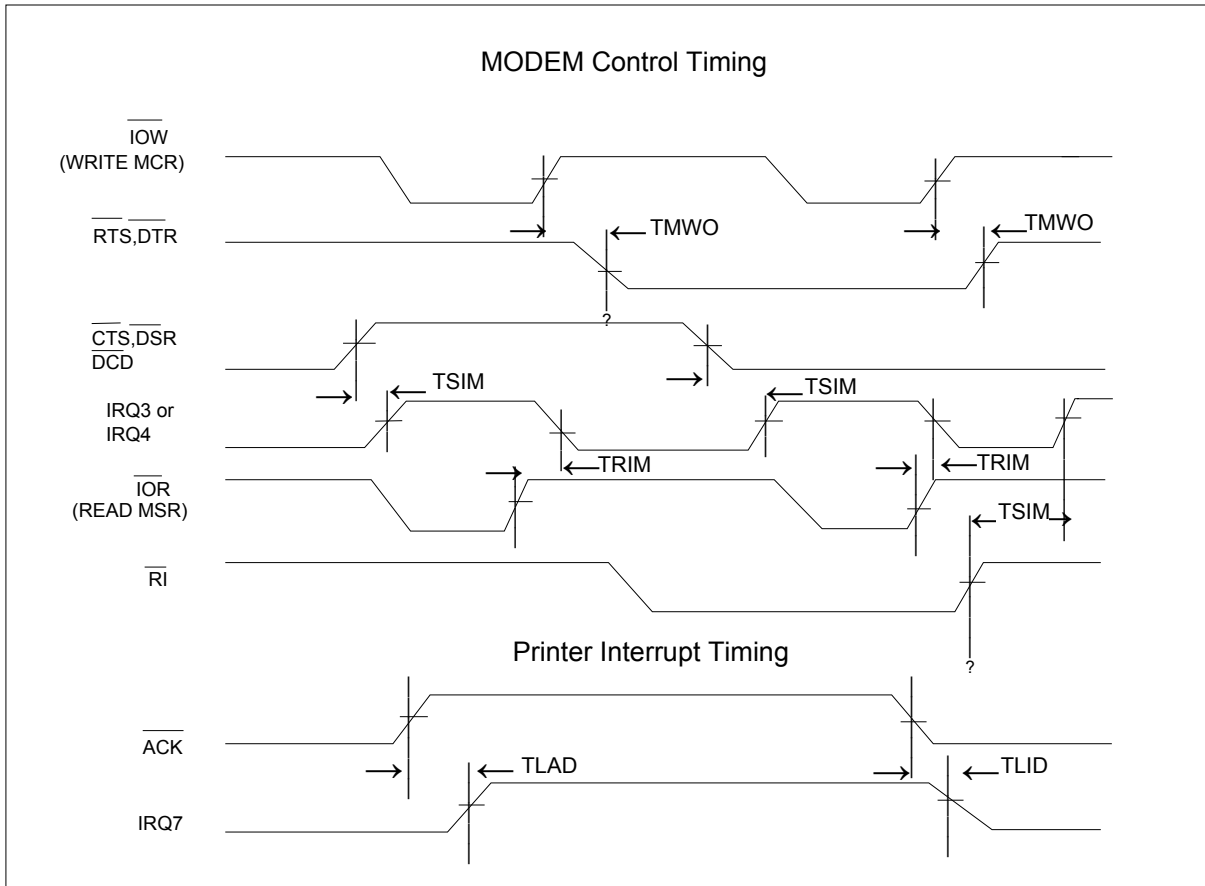 MODEM Control Timing
IOW
(WRITE MCR)
RTS,DTR
TMWO
TMWO
?
CTS,DSR
DCD
TSIM
TSIM
IRQ3 or
IRQ4
TRIM
TRIM
IOR
(READ MSR)
TSIM
RI
?
Printer Interrupt Timing
ACK
TLAD
TLID
IRQ7